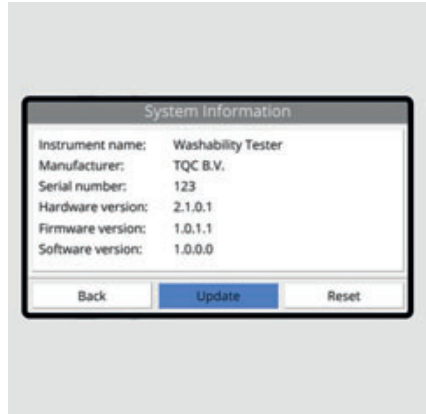 System Information
Instrument name: Washability Tester
Manufacturer: TQC B.V.
Serial number: 123
Hardware version: 2.1.0.1
Firmware version: 1.0.1.1
Software version: 1.0.0.0
Back Update Reset